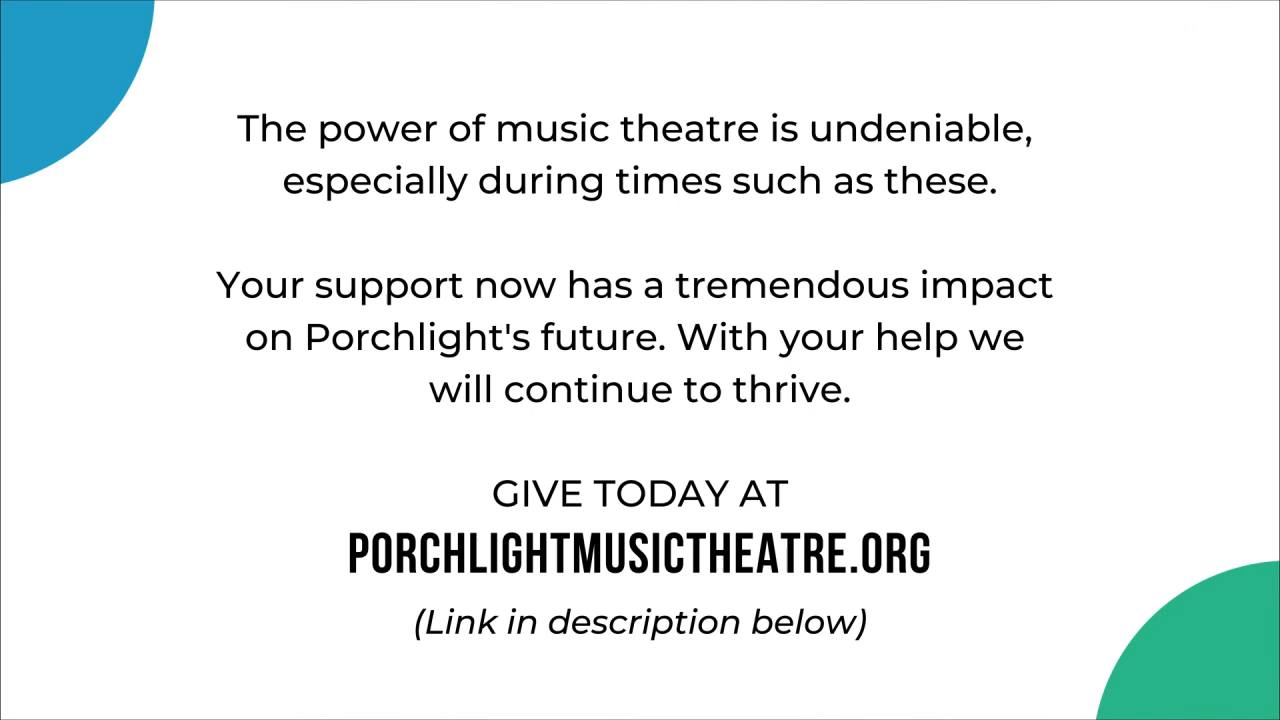 The power of music theatre is undeniable,
especially during times such as these.
Your support now has a tremendous impact
on Porchlight's future. With your help we
will continue to thrive.
GIVE TODAY AT
PORCHLIGHTMUSICTHEATRE.ORG
(Link in description below)